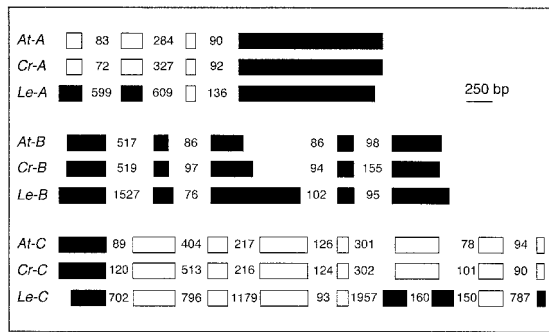 At-A 83 284 90
Cr-A 72 327 92
Le-A 599 609 136
250 bp
At-B 517 86 86 98
Cr-B 519 97 94 155
Le-B 1527 76 102 95
At-C 89 404 217 126 301 78 94
Cr-C 120 513 216 124 302 101 90
Le-C 702 796 1179 93 1957 160 150 787